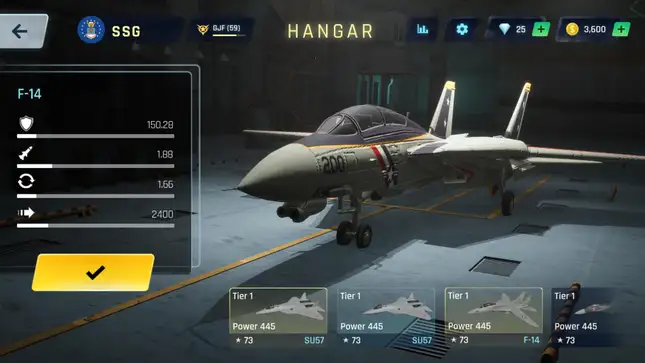 SSG
GJF (59)
HANGAR
25
3,600
F-14
150.28
1.88
1.66
2400
200
Tier 1
Power 445
73
SU57
Tier 1
Power 445
73
Tier 1
Power 445
73
F-14
Tier 1
Power 445
73